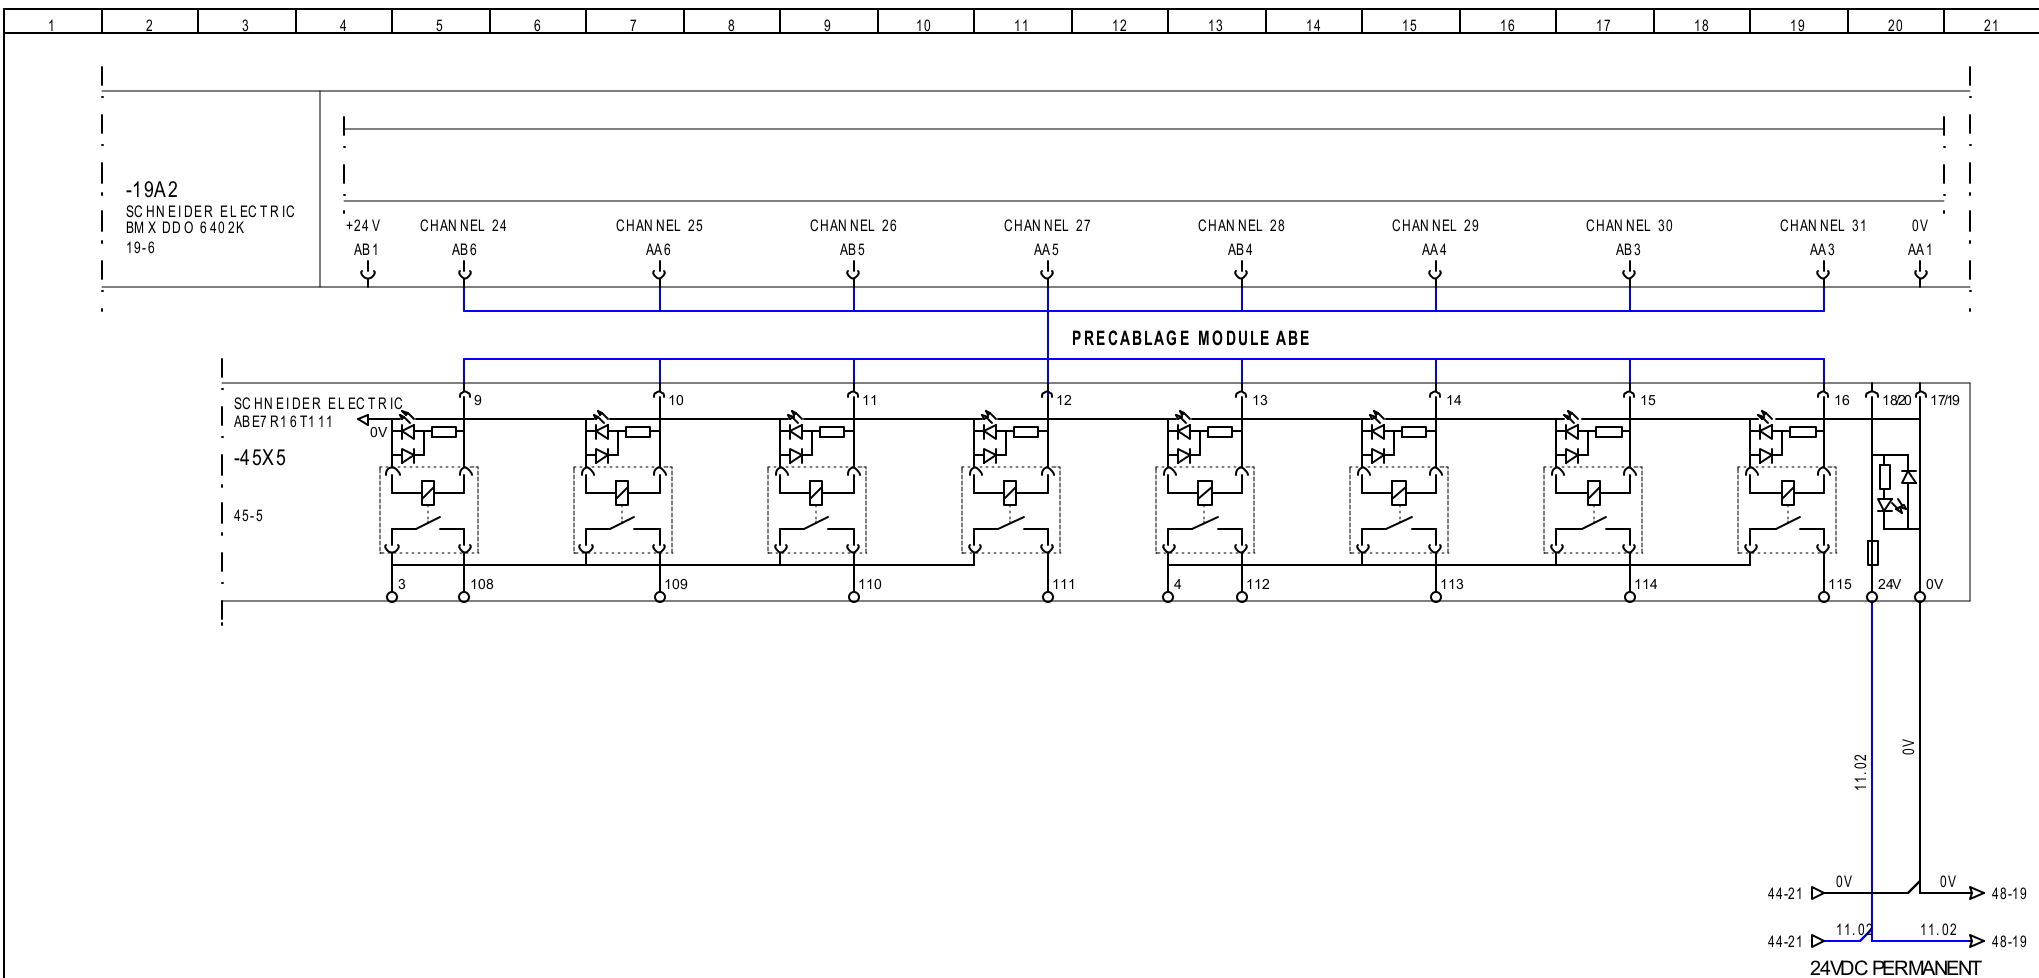 1 2 3 4 5 6 7 8 9 10 11 12 13 14 15 16 17 18 19 20 21
-19A2
SCHNEIDER ELECTRIC
BMX DDO 6402K
19-6
+24V CHANNEL 24 CHANNEL 25 CHANNEL 26 CHANNEL 27 CHANNEL 28 CHANNEL 29 CHANNEL 30 CHANNEL 31 0V
AB1 AB6 AA6 AB5 AA5 AB4 AA4 AB3 AA3 AA1
PRECABLAGE MODULE ABE
SCHNEIDER ELECTRIC
ABE7R16T111
0V
-45X5
45-5
9 10 11 12 13 14 15 16 18/20 17/19
3 108 109 110 111 4 112 113 114 115 24V 0V
11.02 0V
44-21 0V 0V 48-19
44-21 11.02 11.02 48-19
24VDC PERMANENT